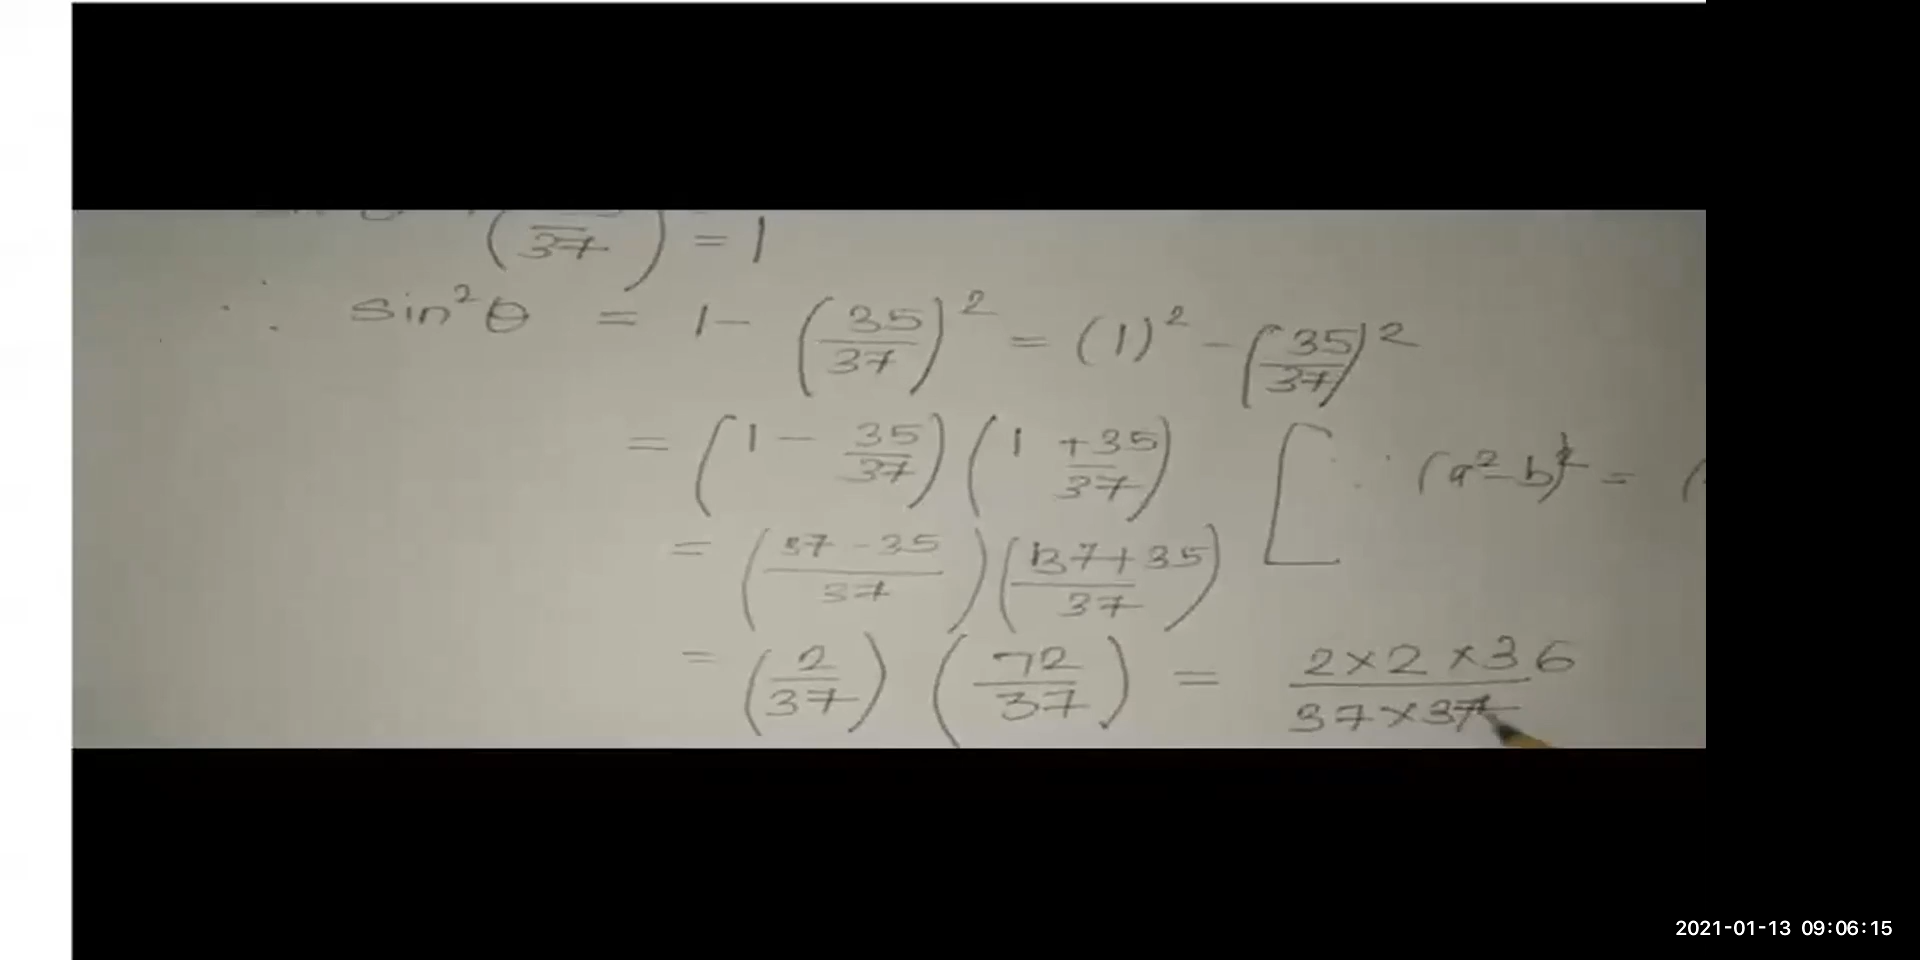 (—/37) = 1
∴ sin²θ = 1 - (35/37)² = (1)² - (35/37)²
= (1 - 35/37) (1 + 35/37) [∵ (a² - b)² = (
= (37 - 35/37) (37 + 35/37)
= (2/37) (72/37) = 2×2×36/37×37
2021-01-13 09:06:15